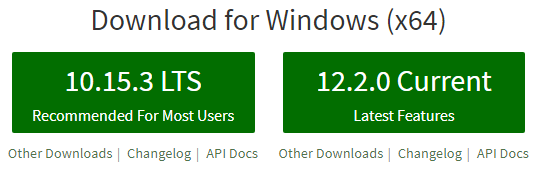 Download for Windows (x64)
10.15.3 LTS
Recommended For Most Users
12.2.0 Current
Latest Features
Other Downloads | Changelog | API Docs
Other Downloads | Changelog | API Docs